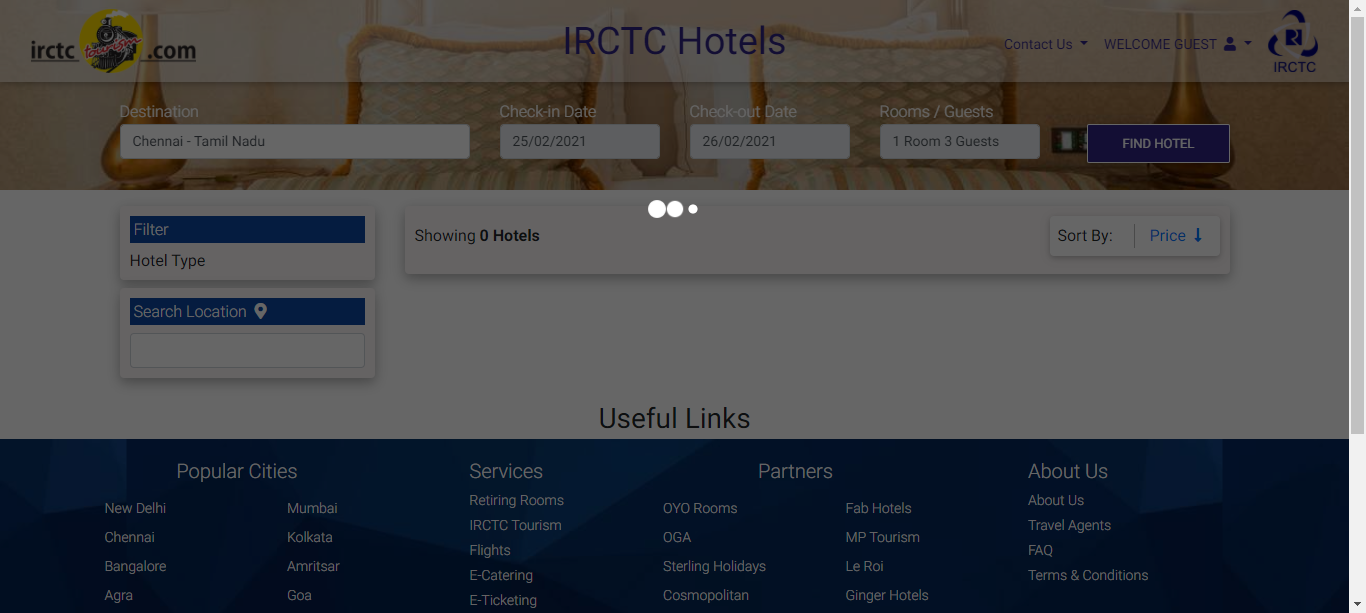 irctc tourism .com
IRCTC Hotels
Contact Us
WELCOME GUEST
IRCTC
Destination
Check-in Date
Check-out Date
Rooms / Guests
Chennai - Tamil Nadu
25/02/2021
26/02/2021
1 Room 3 Guests
FIND HOTEL
Filter
Hotel Type
Search Location
Showing 0 Hotels
Sort By:
Price
Useful Links
Popular Cities
New Delhi
Mumbai
Chennai
Kolkata
Bangalore
Amritsar
Agra
Goa
Services
Retiring Rooms
IRCTC Tourism
Flights
E-Catering
E-Ticketing
Partners
OYO Rooms
Fab Hotels
OGA
MP Tourism
Sterling Holidays
Le Roi
Cosmopolitan
Ginger Hotels
About Us
About Us
Travel Agents
FAQ
Terms & Conditions